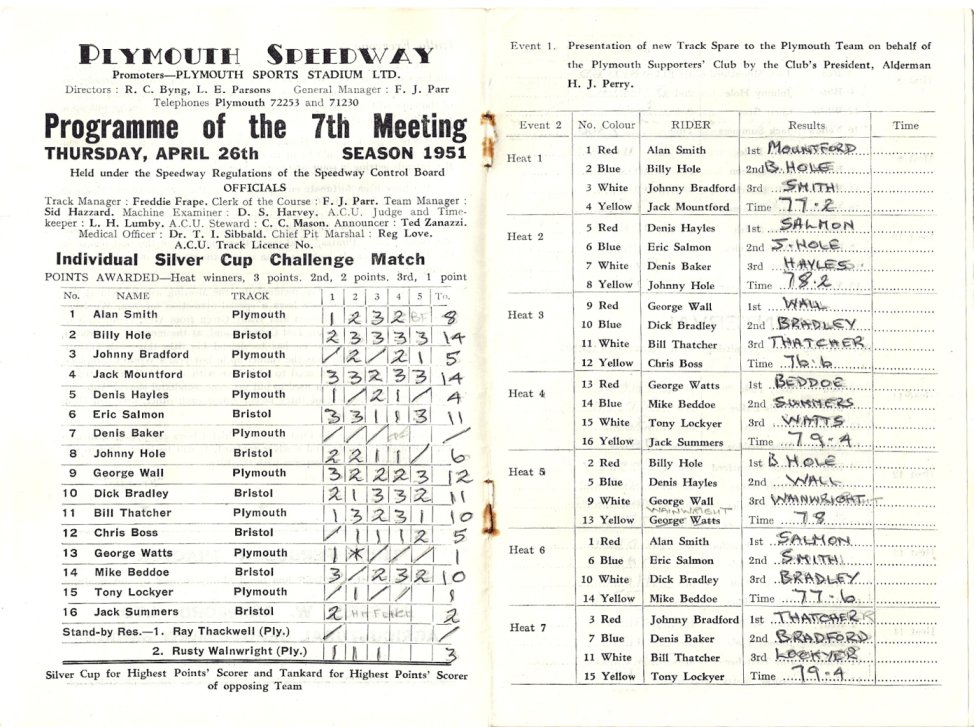 PLYMOUTH SPEEDWAY
Promoters—PLYMOUTH SPORTS STADIUM LTD.
Directors : R. C. Byng, L. E. Parsons General Manager : F. J. Parr
Telephones Plymouth 72253 and 71230
Programme of the 7th Meeting
THURSDAY, APRIL 26th SEASON 1951
Held under the Speedway Regulations of the Speedway Control Board
OFFICIALS
Track Manager : Freddie Frape. Clerk of the Course : F. J. Parr. Team Manager :
Sid Hazzard. Machine Examiner : D. S. Harvey. A.C.U. Judge and Time-
keeper : L. H. Lumby. A.C.U. Steward : C. C. Mason. Announcer : Ted Zanazzi.
Medical Officer : Dr. T. I. Sibbald. Chief Pit Marshal : Reg Love.
A.C.U. Track Licence No.
Individual Silver Cup Challenge Match
POINTS AWARDED—Heat winners, 3 points. 2nd, 2 points. 3rd, 1 point
No. NAME TRACK 1 2 3 4 5 To.
1 Alan Smith Plymouth 1 2 3 2 EF 8
2 Billy Hole Bristol 2 3 3 3 3 14
3 Johnny Bradford Plymouth / 2 / 2 1 5
4 Jack Mountford Bristol 3 3 2 3 3 14
5 Denis Hayles Plymouth 1 / 2 1 / 4
6 Eric Salmon Bristol 3 3 1 1 3 11
7 Denis Baker Plymouth / / / /
8 Johnny Hole Bristol 2 2 1 1 / 6
9 George Wall Plymouth 3 2 2 2 3 12
10 Dick Bradley Bristol 2 1 3 3 2 11
11 Bill Thatcher Plymouth 1 3 2 3 1 10
12 Chris Boss Bristol / 1 1 1 2 5
13 George Watts Plymouth 1 * / / / 1
14 Mike Beddoe Bristol 3 / 2 3 2 10
15 Tony Lockyer Plymouth / 1 / / 1
16 Jack Summers Bristol 2 HIT FENCE 2
Stand-by Res.—1. Ray Thackwell (Ply.) / /
2. Rusty Wainwright (Ply.) 1 1 1 3
Silver Cup for Highest Points' Scorer and Tankard for Highest Points' Scorer
of opposing Team
Event 1. Presentation of new Track Spare to the Plymouth Team on behalf of
the Plymouth Supporters' Club by the Club's President, Alderman
H. J. Perry.
Event 2 No. Colour RIDER Results Time
Heat 1
1 Red Alan Smith 1st MOUNTFORD
2 Blue Billy Hole 2nd B. HOLE
3 White Johnny Bradford 3rd SMITH
4 Yellow Jack Mountford Time 77.2
Heat 2
5 Red Denis Hayles 1st SALMON
6 Blue Eric Salmon 2nd J. HOLE
7 White Denis Baker 3rd HAYLES
8 Yellow Johnny Hole Time 78.2
Heat 3
9 Red George Wall 1st WALL
10 Blue Dick Bradley 2nd BRADLEY
11 White Bill Thatcher 3rd THATCHER
12 Yellow Chris Boss Time 76.6
Heat 4
13 Red George Watts 1st BEDDOE
14 Blue Mike Beddoe 2nd SUMMERS
15 White Tony Lockyer 3rd WATTS
16 Yellow Jack Summers Time 79.4
Heat 5
2 Red Billy Hole 1st B HOLE
5 Blue Denis Hayles 2nd WALL
9 White George Wall 3rd WAINWRIGHT
WAINWRIGHT
13 Yellow George Watts Time 78
Heat 6
1 Red Alan Smith 1st SALMON
6 Blue Eric Salmon 2nd SMITH
10 White Dick Bradley 3rd BRADLEY
14 Yellow Mike Beddoe Time 77.6
Heat 7
3 Red Johnny Bradford 1st THATCHER
7 Blue Denis Baker 2nd BRADFORD
11 White Bill Thatcher 3rd LOCKYER
15 Yellow Tony Lockyer Time 79.4